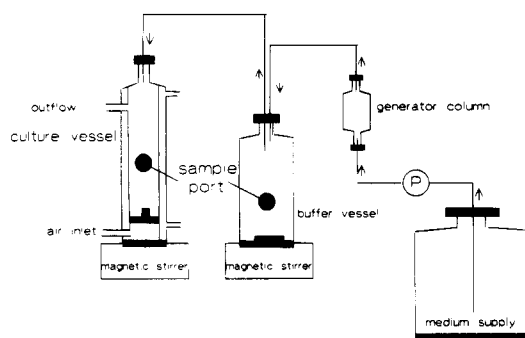 outflow
culture vessel
sample
port
air inlet
magnetic stirrer
magnetic stirrer
buffer vessel
generator column
P
medium supply